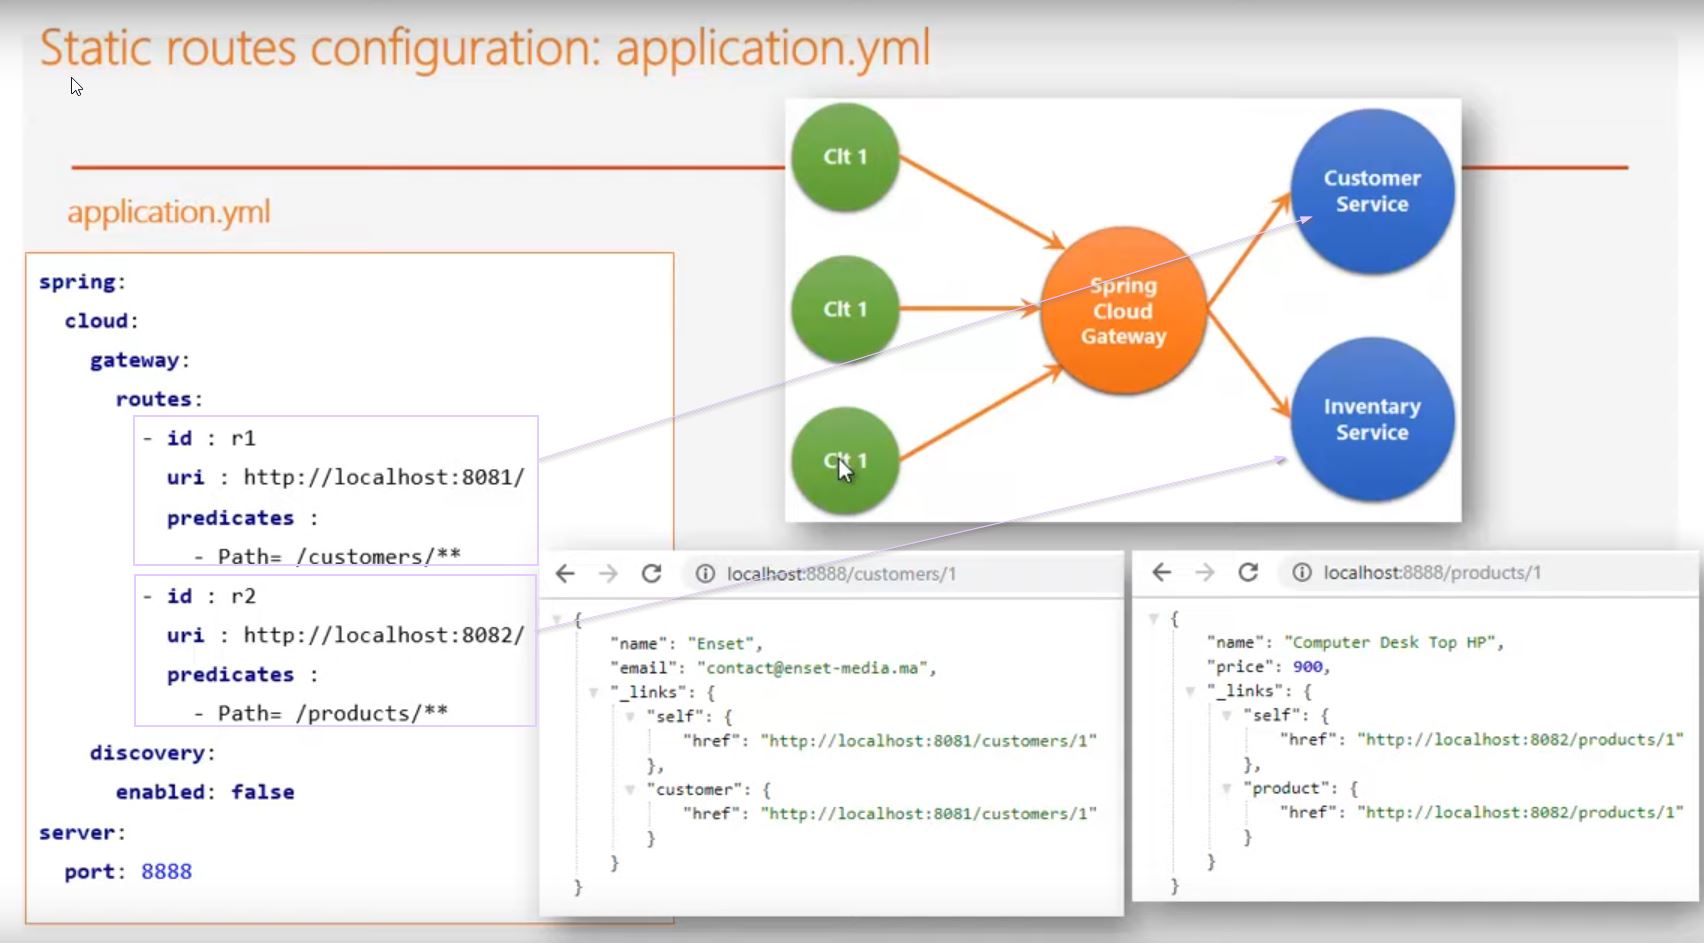 Static routes configuration: application.yml
application.yml
spring:
cloud:
gateway:
routes:
- id : r1
uri : http://localhost:8081/
predicates :
- Path= /customers/**
- id : r2
uri : http://localhost:8082/
predicates :
- Path= /products/**
discovery:
enabled: false
server:
port: 8888
Clt 1
Clt 1
Clt 1
Spring
Cloud
Gateway
Customer
Service
Inventary
Service
localhost:8888/customers/1
{
"name": "Enset",
"email": "contact@enset-media.ma",
"_links": {
"self": {
"href": "http://localhost:8081/customers/1"
},
"customer": {
"href": "http://localhost:8081/customers/1"
}
}
}
localhost:8888/products/1
{
"name": "Computer Desk Top HP",
"price": 900,
"_links": {
"self": {
"href": "http://localhost:8082/products/1"
},
"product": {
"href": "http://localhost:8082/products/1"
}
}
}